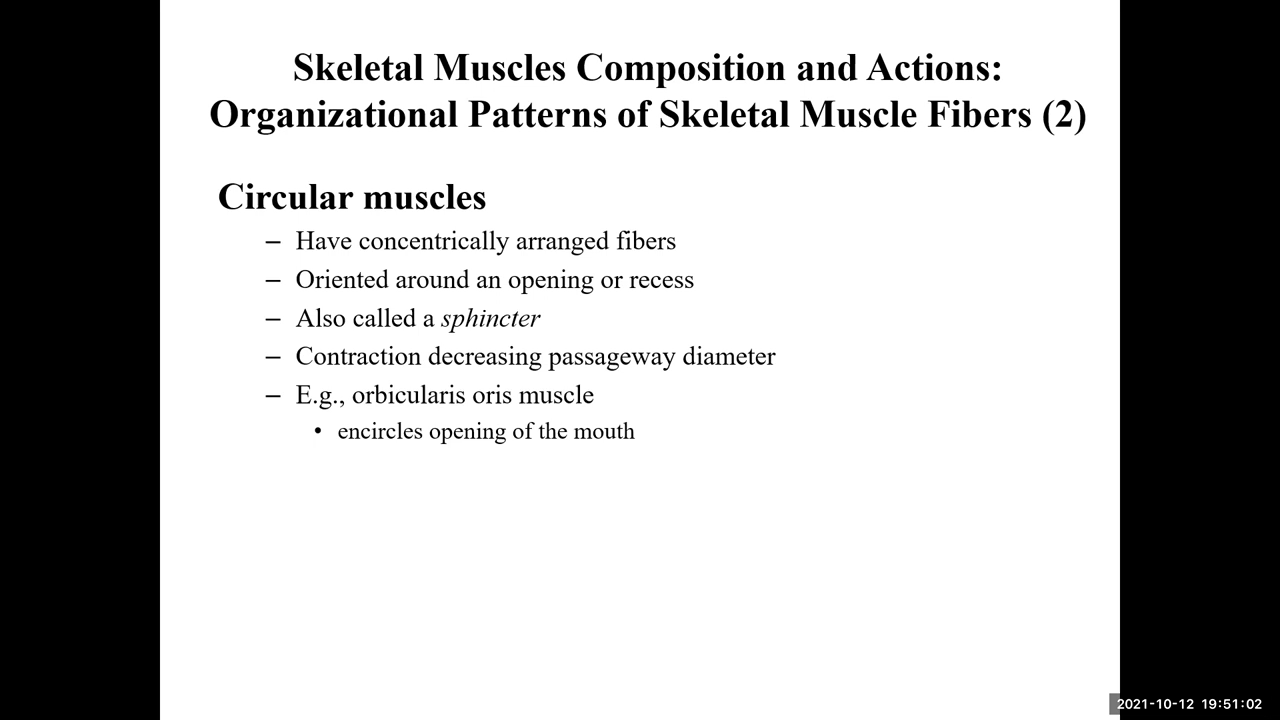 Skeletal Muscles Composition and Actions:
Organizational Patterns of Skeletal Muscle Fibers (2)
Circular muscles
– Have concentrically arranged fibers
– Oriented around an opening or recess
– Also called a sphincter
– Contraction decreasing passageway diameter
– E.g., orbicularis oris muscle
• encircles opening of the mouth
2021-10-12 19:51:02